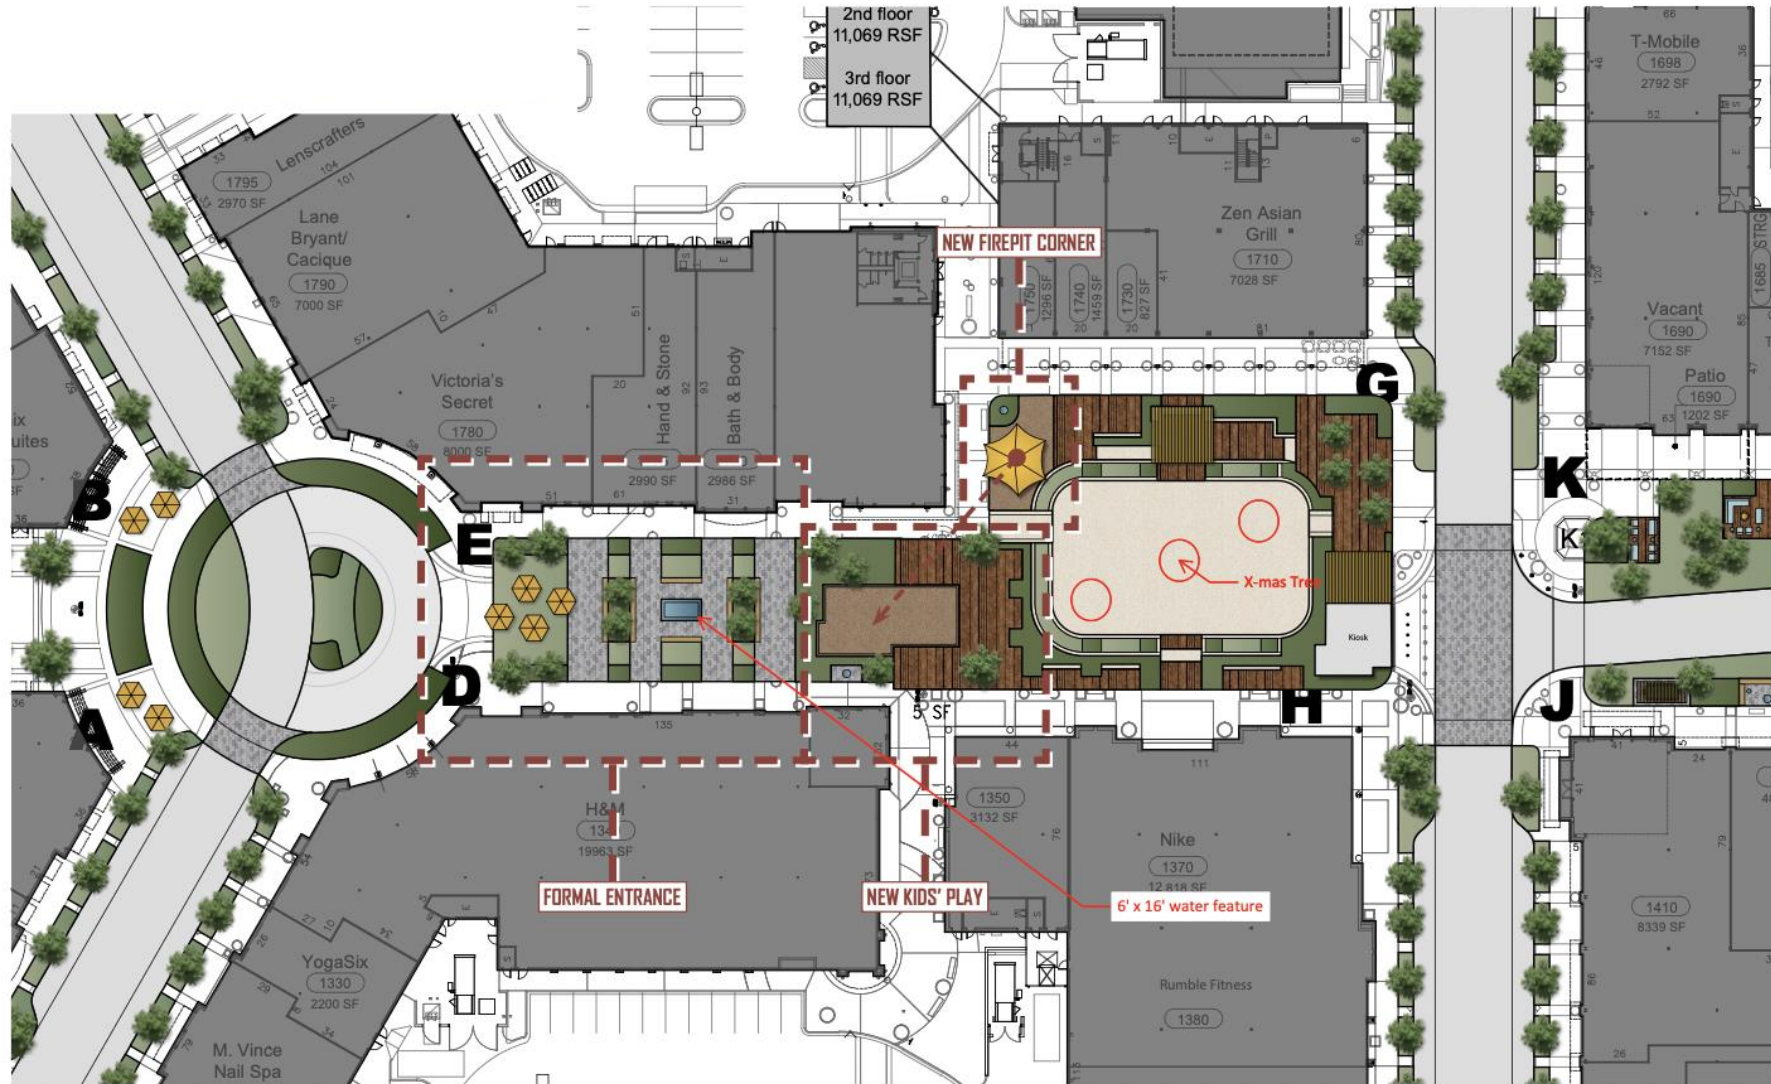 2nd floor
11,069 RSF
3rd floor
11,069 RSF
T-Mobile
1698
2792 SF
Lenscrafters
1795
2970 SF
Lane
Bryant/
Cacique
1790
7000 SF
Zen Asian
Grill
1710
7028 SF
NEW FIREPIT CORNER
1750
1296 SF
1740
1459 SF
1730
827 SF
1685 STRG
Vacant
1690
7152 SF
Patio
1690
1202 SF
Victoria's
Secret
1780
8000 SF
Hand & Stone
2990 SF
Bath & Body
2986 SF
G
K
K
B
E
X-mas Tree
Kiosk
D
A
H
J
5 SF
H&M
134
19963 SF
1350
3132 SF
Nike
1370
12,818 SF
FORMAL ENTRANCE
NEW KIDS' PLAY
6' x 16' water feature
1410
8339 SF
YogaSix
1330
2200 SF
Rumble Fitness
1380
M. Vince
Nail Spa